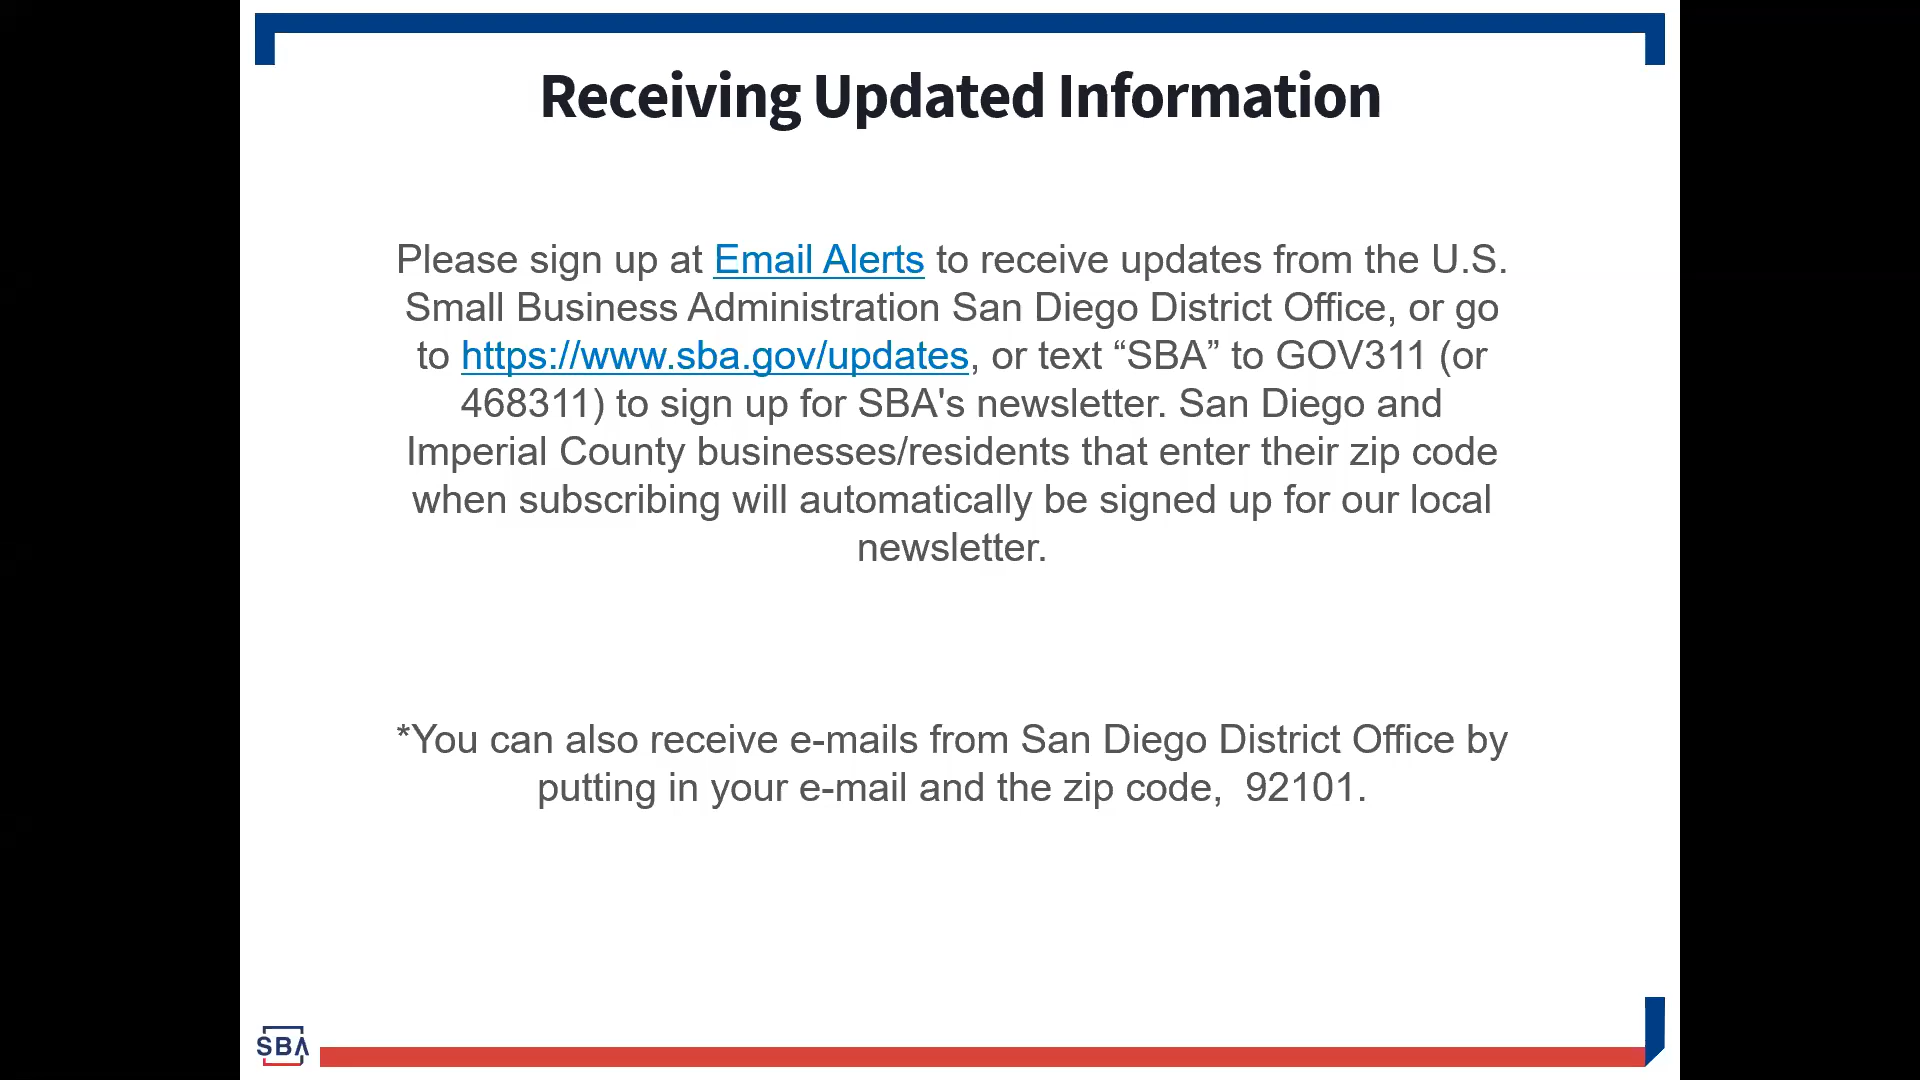 Receiving Updated Information
Please sign up at Email Alerts to receive updates from the U.S.
Small Business Administration San Diego District Office, or go
to https://www.sba.gov/updates, or text “SBA” to GOV311 (or
468311) to sign up for SBA's newsletter. San Diego and
Imperial County businesses/residents that enter their zip code
when subscribing will automatically be signed up for our local
newsletter.
*You can also receive e-mails from San Diego District Office by
putting in your e-mail and the zip code,  92101.
SBA